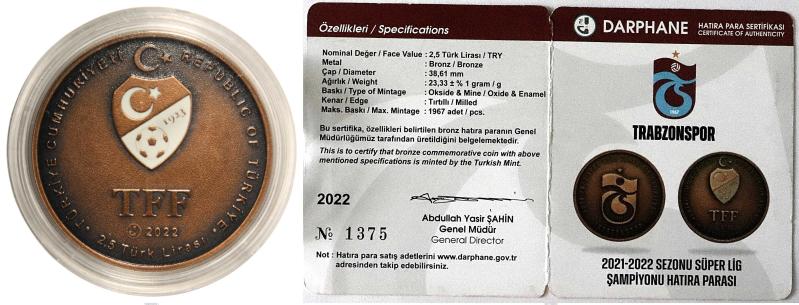 TÜRKİYE CUMHURİYETİ REPUBLIC OF TÜRKİYE
1923
TFF
2022
2,5 Türk Lirası
Özellikleri / Specifications
Nominal Değer / Face Value : 2,5 Türk Lirası / TRY
Metal : Bronz / Bronze
Çap / Diameter : 38,61 mm
Ağırlık / Weight : 23,33 ± % 1 gram / g
Baskı / Type of Mintage : Okside & Mine / Oxide & Enamel
Kenar / Edge : Tırtıllı / Milled
Maks. Baskı / Max. Mintage : 1967 adet / pcs.
Bu sertifika, özellikleri belirtilen bronz hatıra paranın Genel
Müdürlüğümüz tarafından üretildiğini belgelemektedir.
This is to certify that bronze commemorative coin with above
mentioned specifications is minted by the Turkish Mint.
2022
Abdullah Yasir ŞAHİN
Genel Müdür
General Director
№ 1375
Not : Hatıra para satış adetlerini www.darphane.gov.tr
adresinden takip edebilirsiniz.
DARPHANE
HATIRA PARA SERTİFİKASI
CERTIFICATE OF AUTHENTICITY
1967
TRABZONSPOR
TFF
2021-2022 SEZONU SÜPER LİG
ŞAMPİYONU HATIRA PARASI